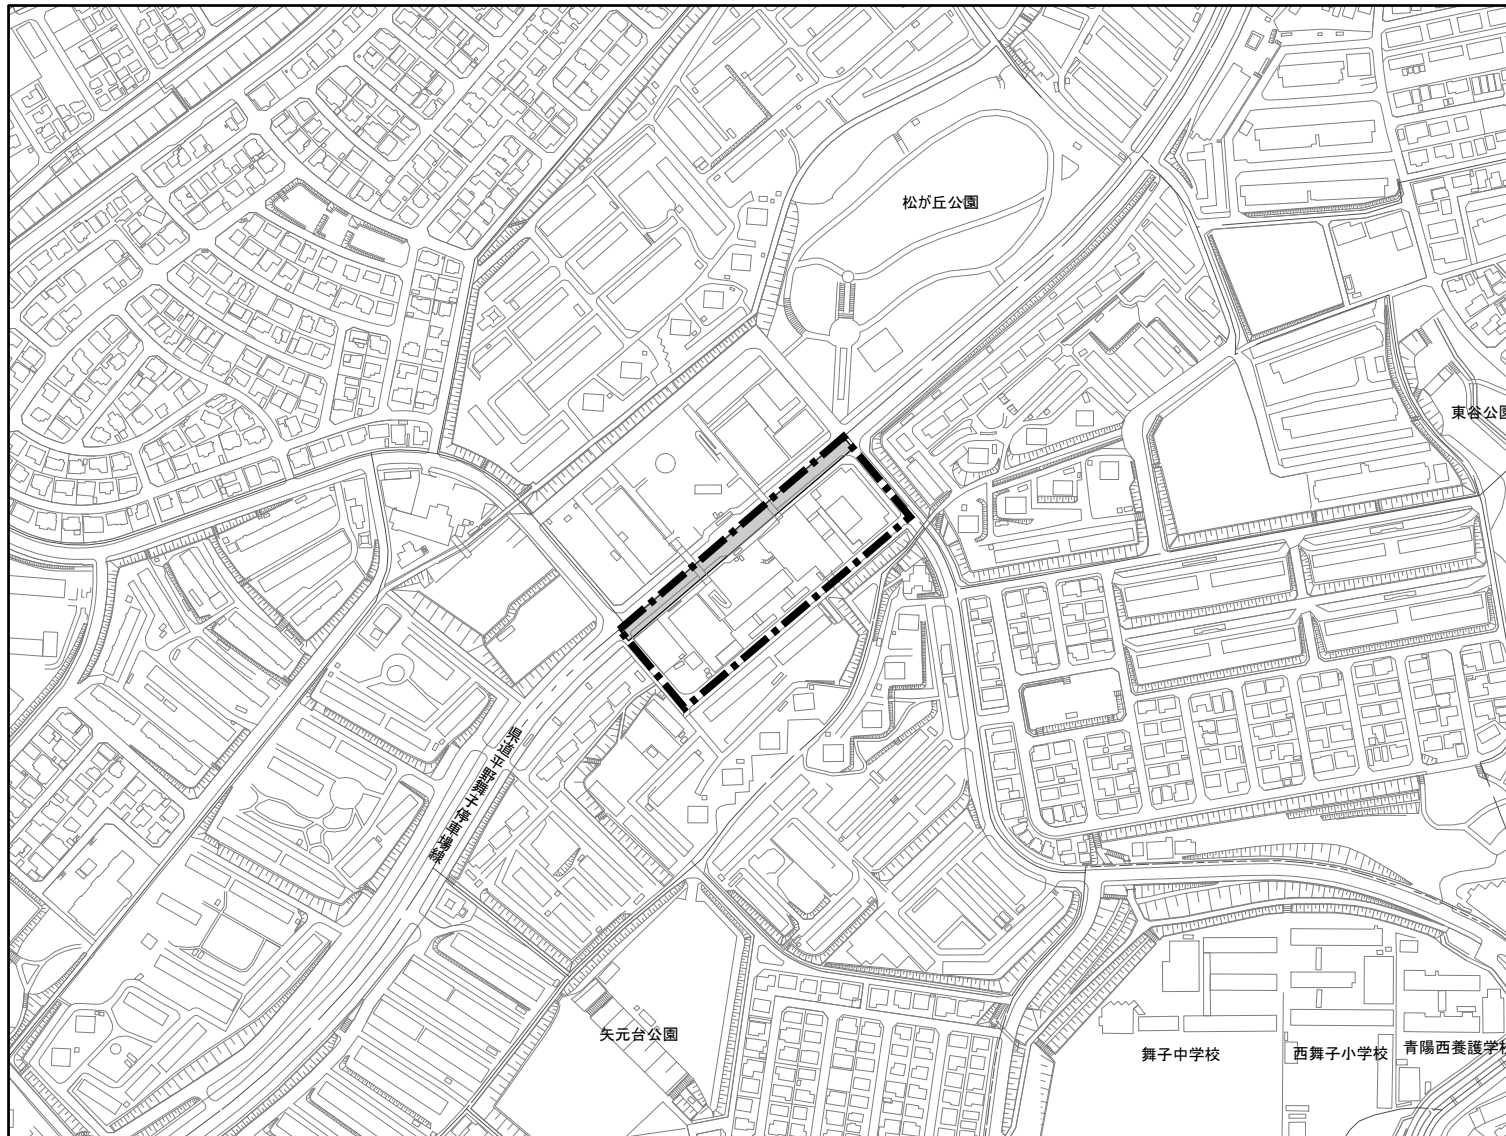 松が丘公園
東谷公園
県道平野舞子停車場線
矢元台公園
舞子中学校
西舞子小学校
青陽西養護学校